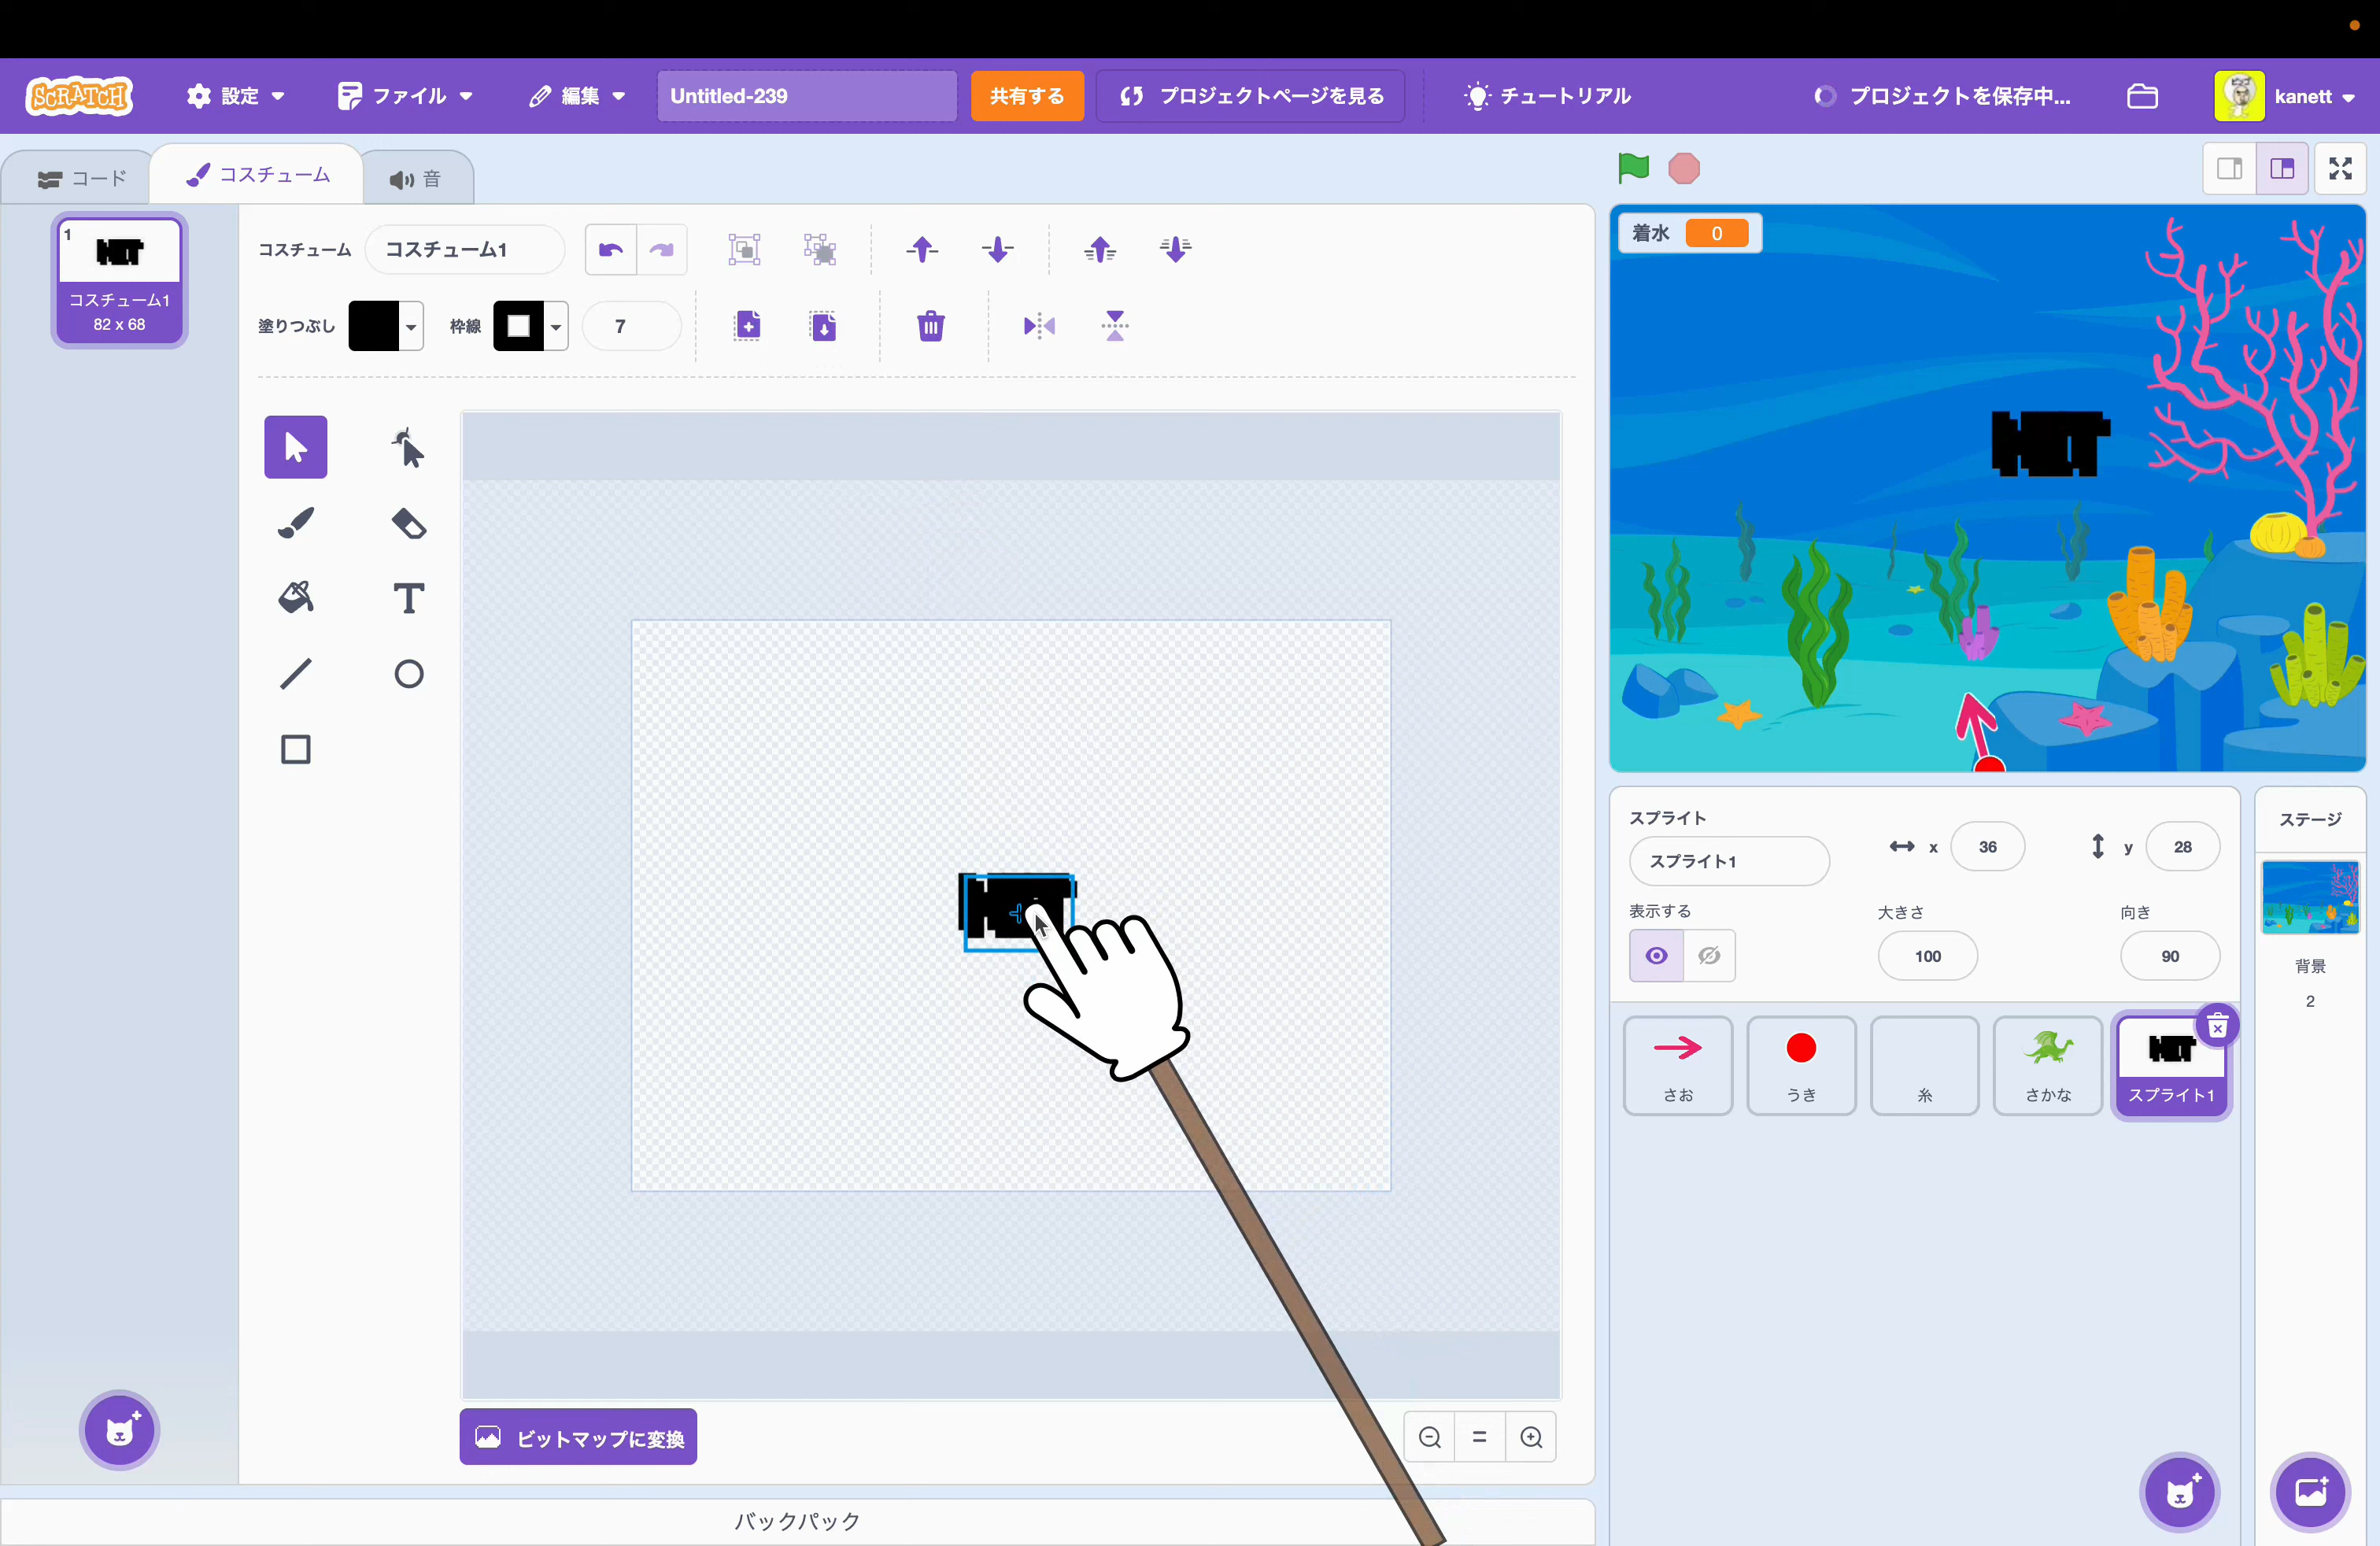 SCRATCH 設定 ファイル 編集 Untitled-239 共有する プロジェクトページを見る チュートリアル プロジェクトを保存中... kanett
コード コスチューム 音
1
コスチューム1
82 x 68
コスチューム コスチューム1
塗りつぶし 枠線 7
T
着水 0
HIT
ビットマップに変換
バックパック
スプライト
スプライト1 x 36 y 28
表示する 大きさ 向き
100 90
さお うき 糸 さかな スプライト1
ステージ
背景
2